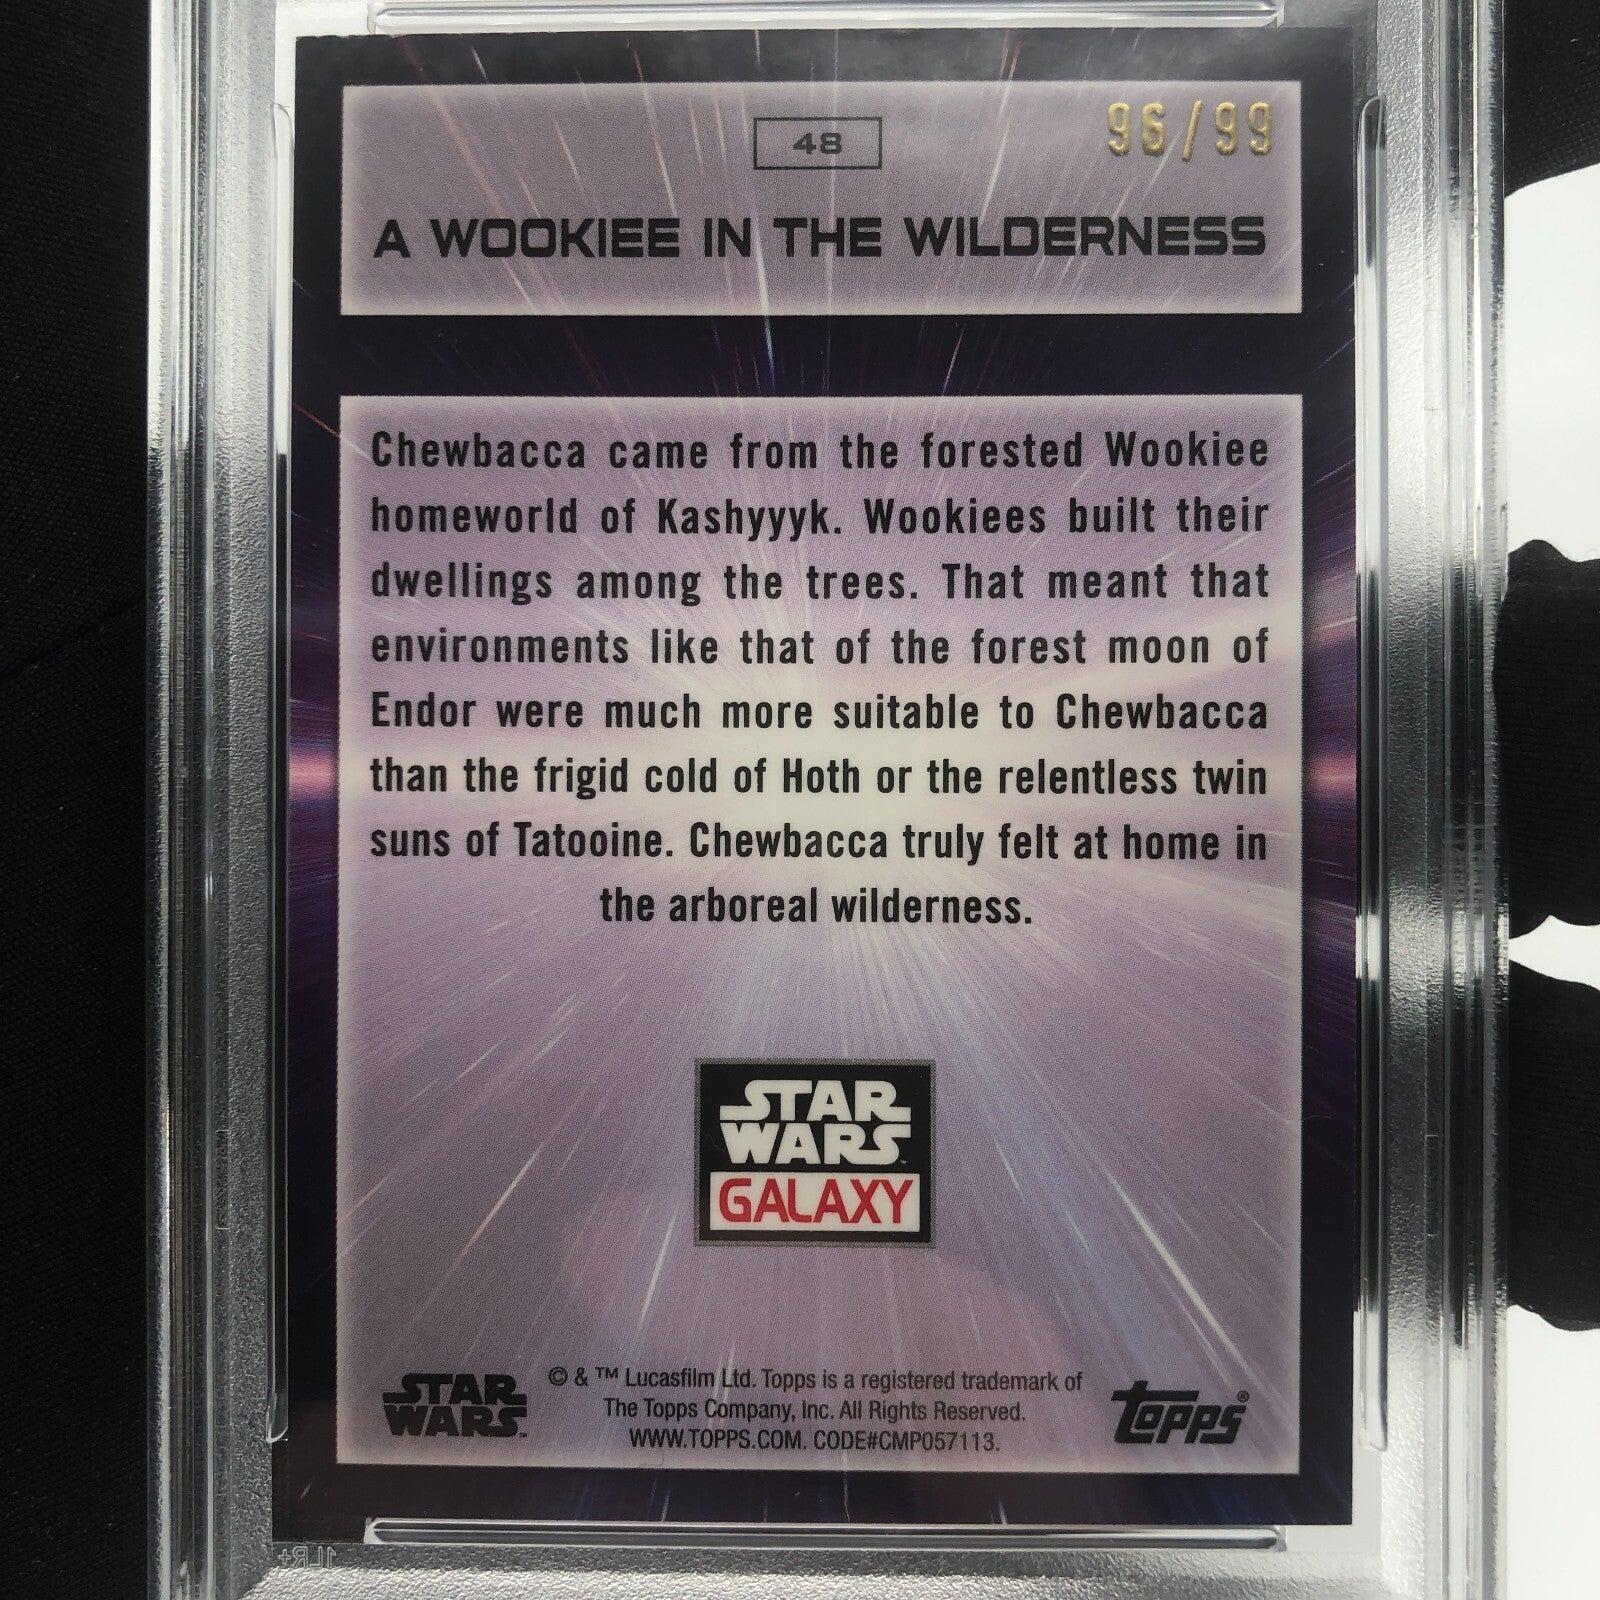 48
96/99
A WOOKIEE IN THE WILDERNESS
Chewbacca came from the forested Wookiee
homeworld of Kashyyyk. Wookiees built their
dwellings among the trees. That meant that
environments like that of the forest moon of
Endor were much more suitable to Chewbacca
than the frigid cold of Hoth or the relentless twin
suns of Tatooine. Chewbacca truly felt at home in
the arboreal wilderness.
STAR
WARS
GALAXY
STAR
WARS
© & ™ Lucasfilm Ltd. Topps is a registered trademark of
The Topps Company, Inc. All Rights Reserved.
WWW.TOPPS.COM. CODE#CMP057113.
topps®
1LR+